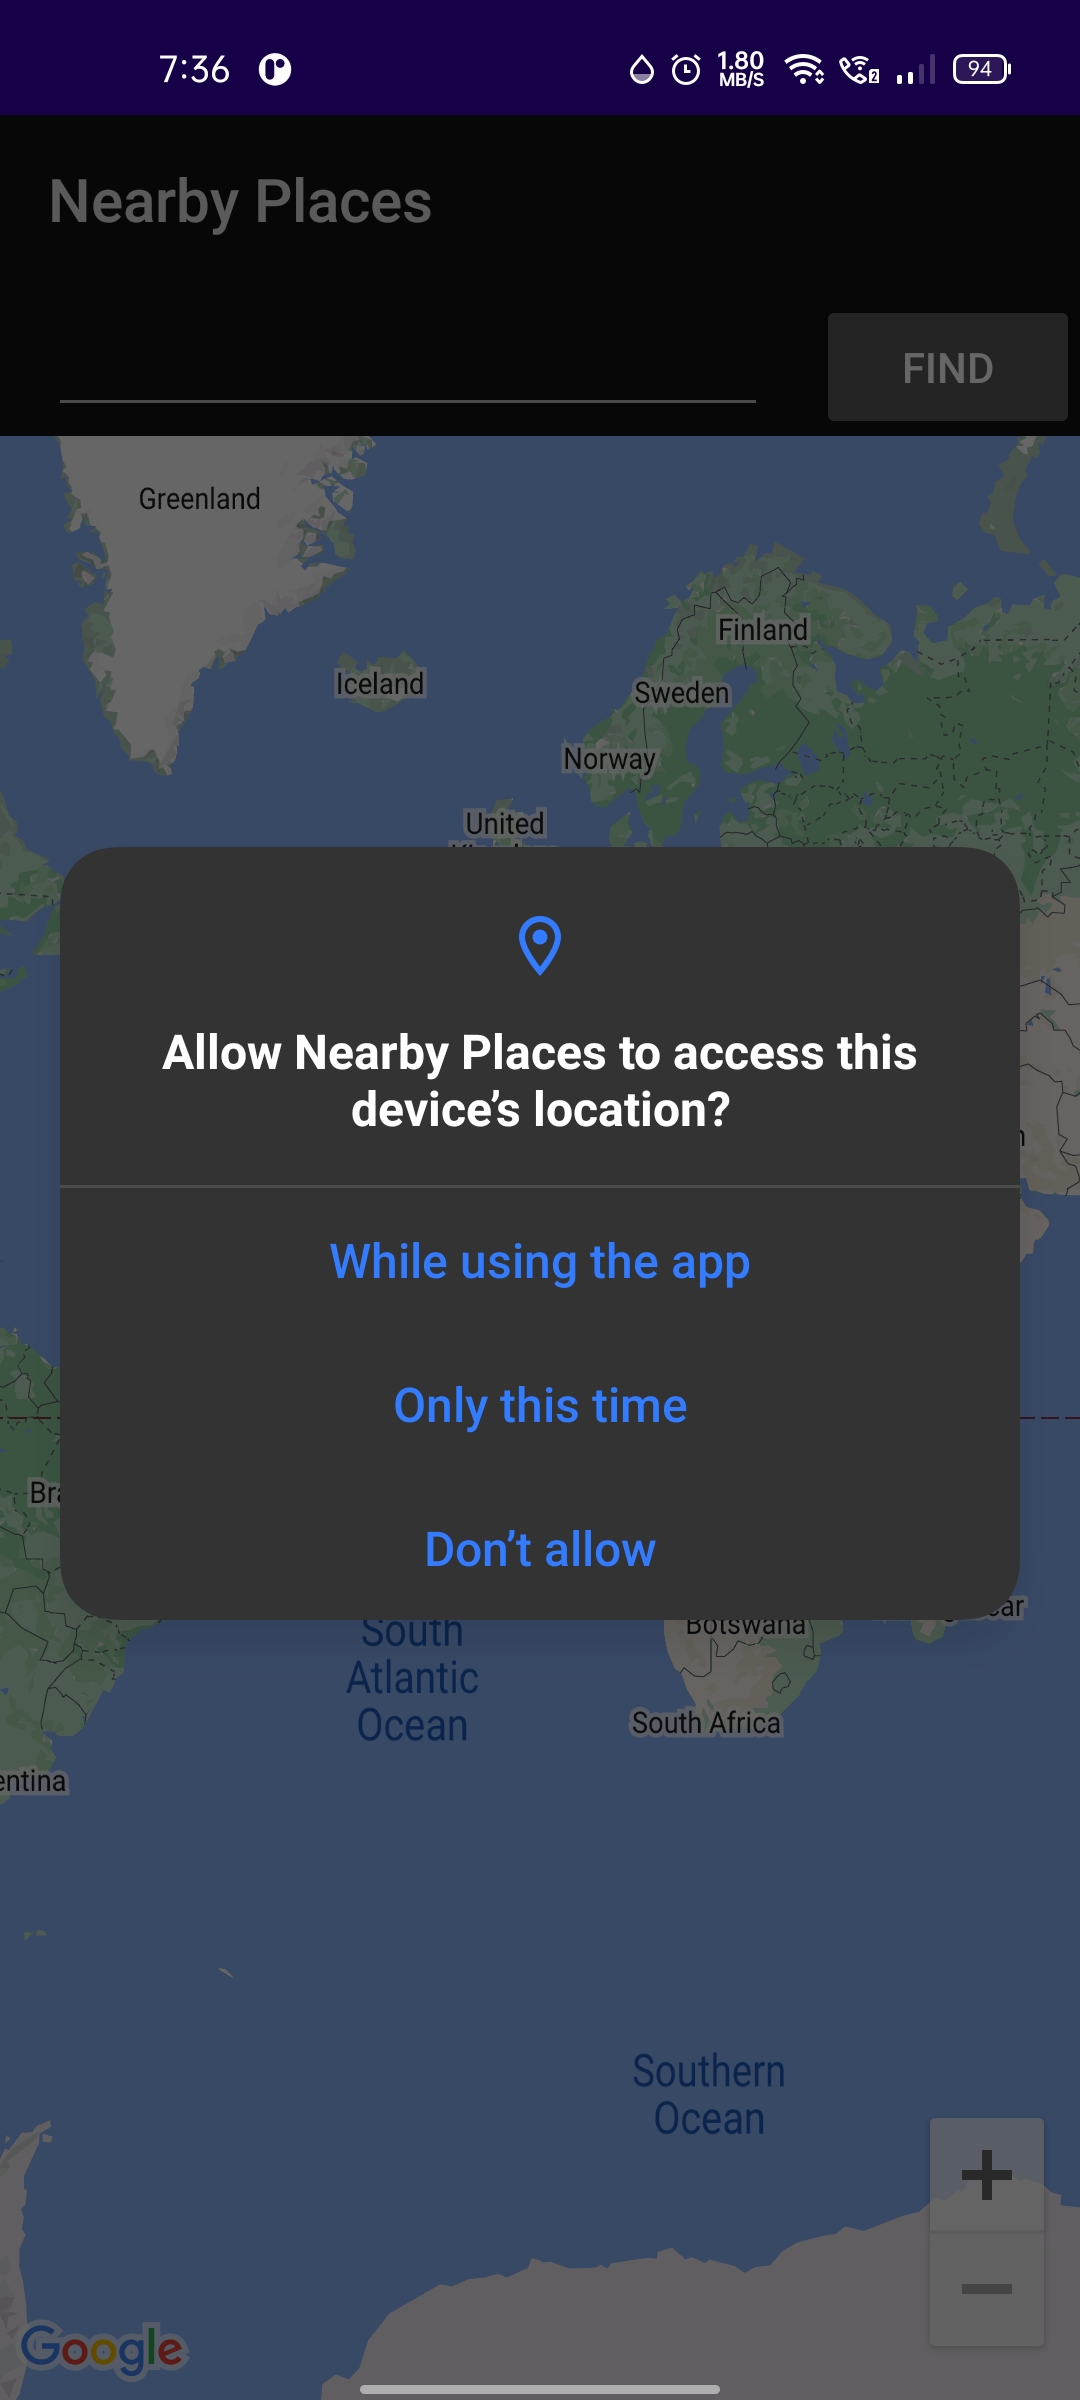 7:36
1.80
MB/S
2
94
Nearby Places
FIND
Greenland
Finland
Iceland
Sweden
Norway
United
Allow Nearby Places to access this
device’s location?
While using the app
Only this time
Don’t allow
South
Atlantic
Ocean
Botswana
South Africa
entina
Southern
Ocean
Google